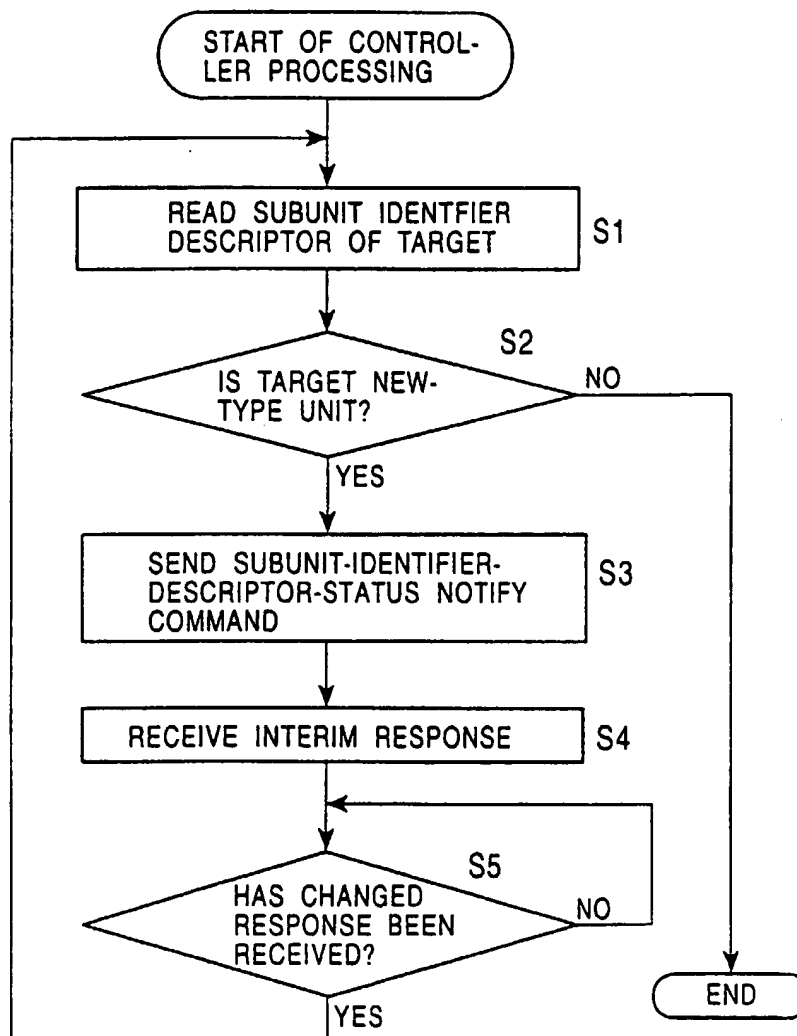 START OF CONTROL-
LER PROCESSING
READ SUBUNIT IDENTFIER
DESCRIPTOR OF TARGET
S1
S2
IS TARGET NEW-
TYPE UNIT?
NO
YES
SEND SUBUNIT-IDENTIFIER-
DESCRIPTOR-STATUS NOTIFY
COMMAND
S3
RECEIVE INTERIM RESPONSE
S4
S5
HAS CHANGED
RESPONSE BEEN
RECEIVED?
NO
YES
END